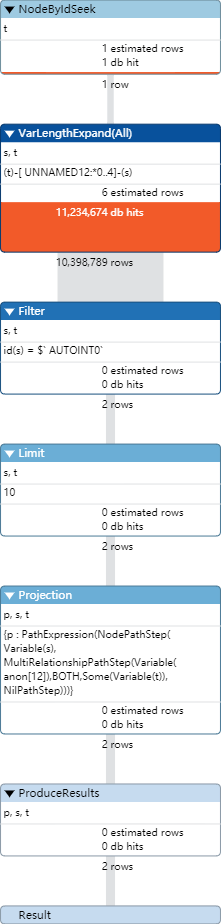 NodeByIdSeek
t
1 estimated rows
1 db hit
1 row
VarLengthExpand(All)
s, t
(t)-[ UNNAMED12:*0..4]-(s)
6 estimated rows
11,234,674 db hits
10,398,789 rows
Filter
s, t
id(s) = $` AUTOINT0`
0 estimated rows
0 db hits
2 rows
Limit
s, t
10
0 estimated rows
0 db hits
2 rows
Projection
p, s, t
{p : PathExpression(NodePathStep(
Variable(s),
MultiRelationshipPathStep(Variable(
anon[12]),BOTH,Some(Variable(t)),
NilPathStep)))}
0 estimated rows
0 db hits
2 rows
ProduceResults
p, s, t
0 estimated rows
0 db hits
2 rows
Result